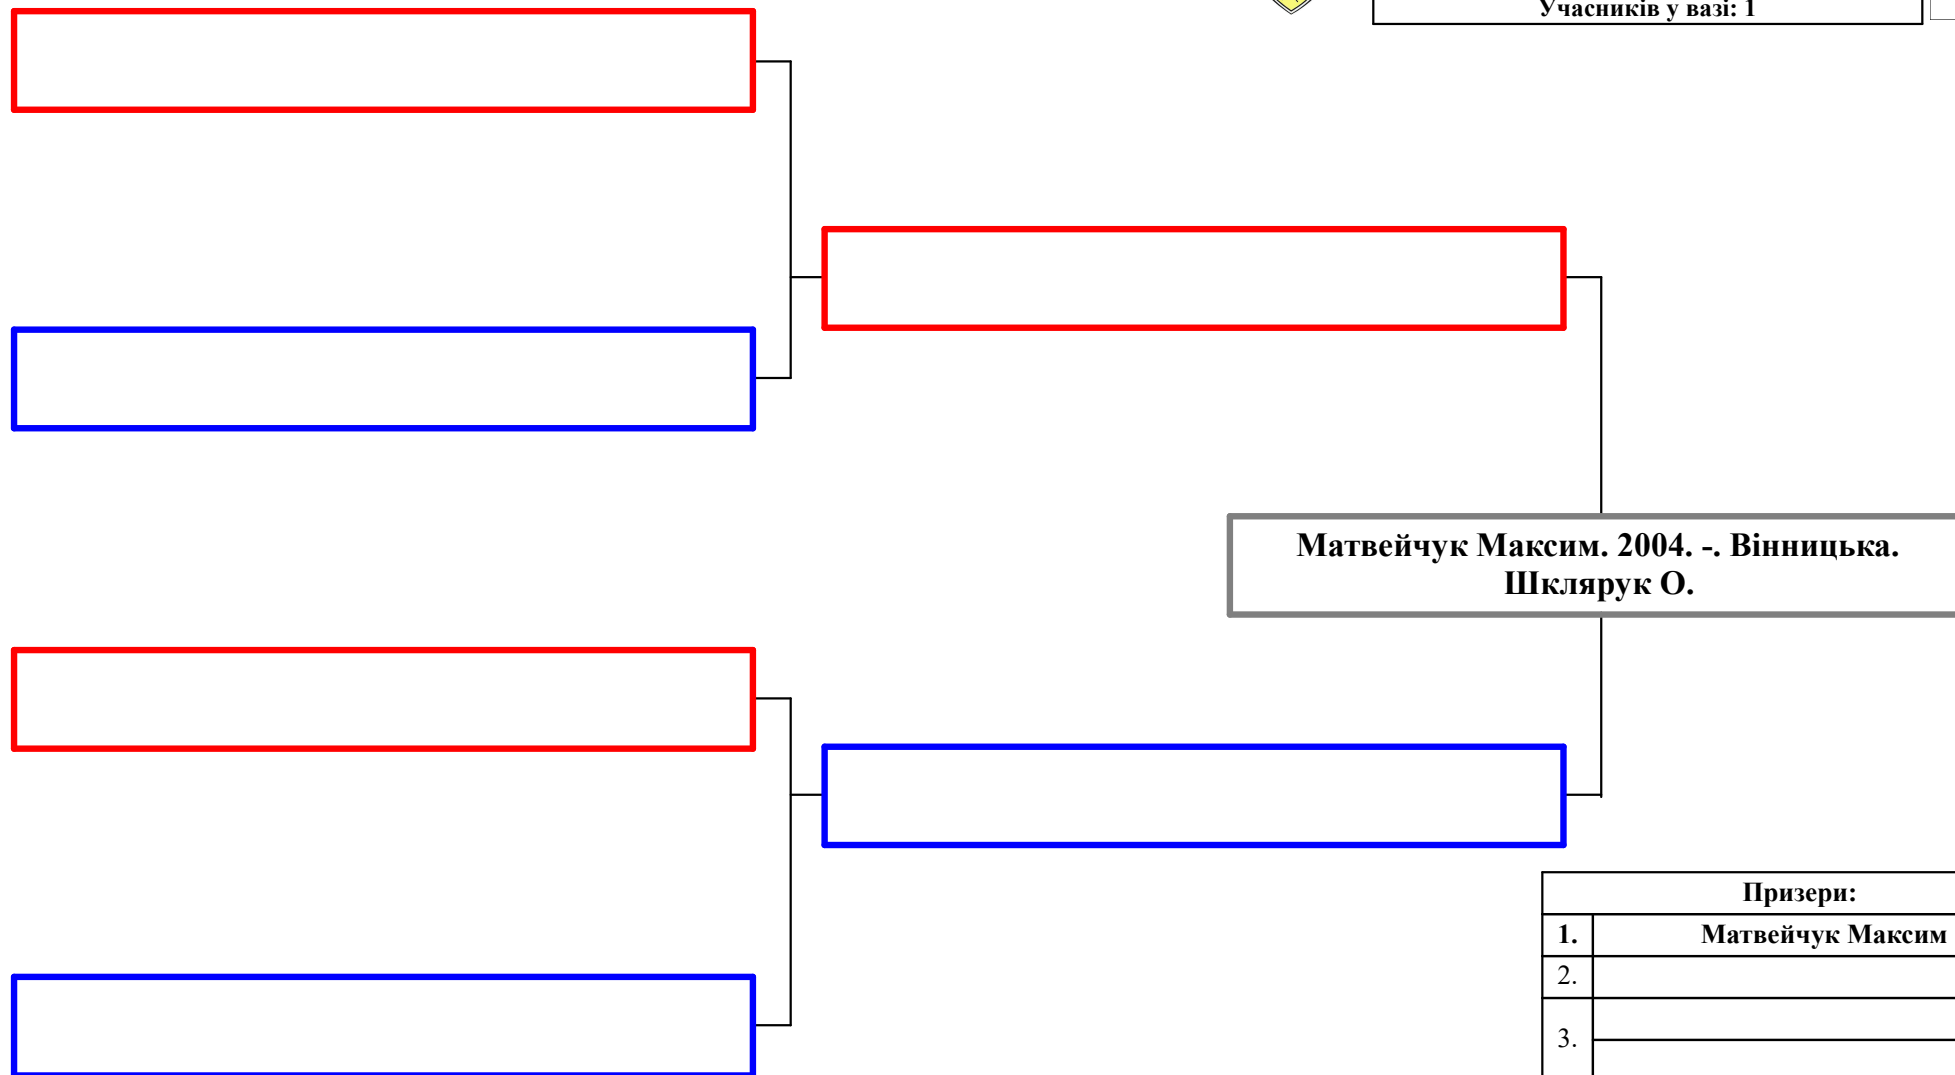 Учасників у вазі: 1
Матвейчук Максим. 2004. -. Вінницька.
Шклярук О.
Призери:
1. Матвейчук Максим
2.
3.